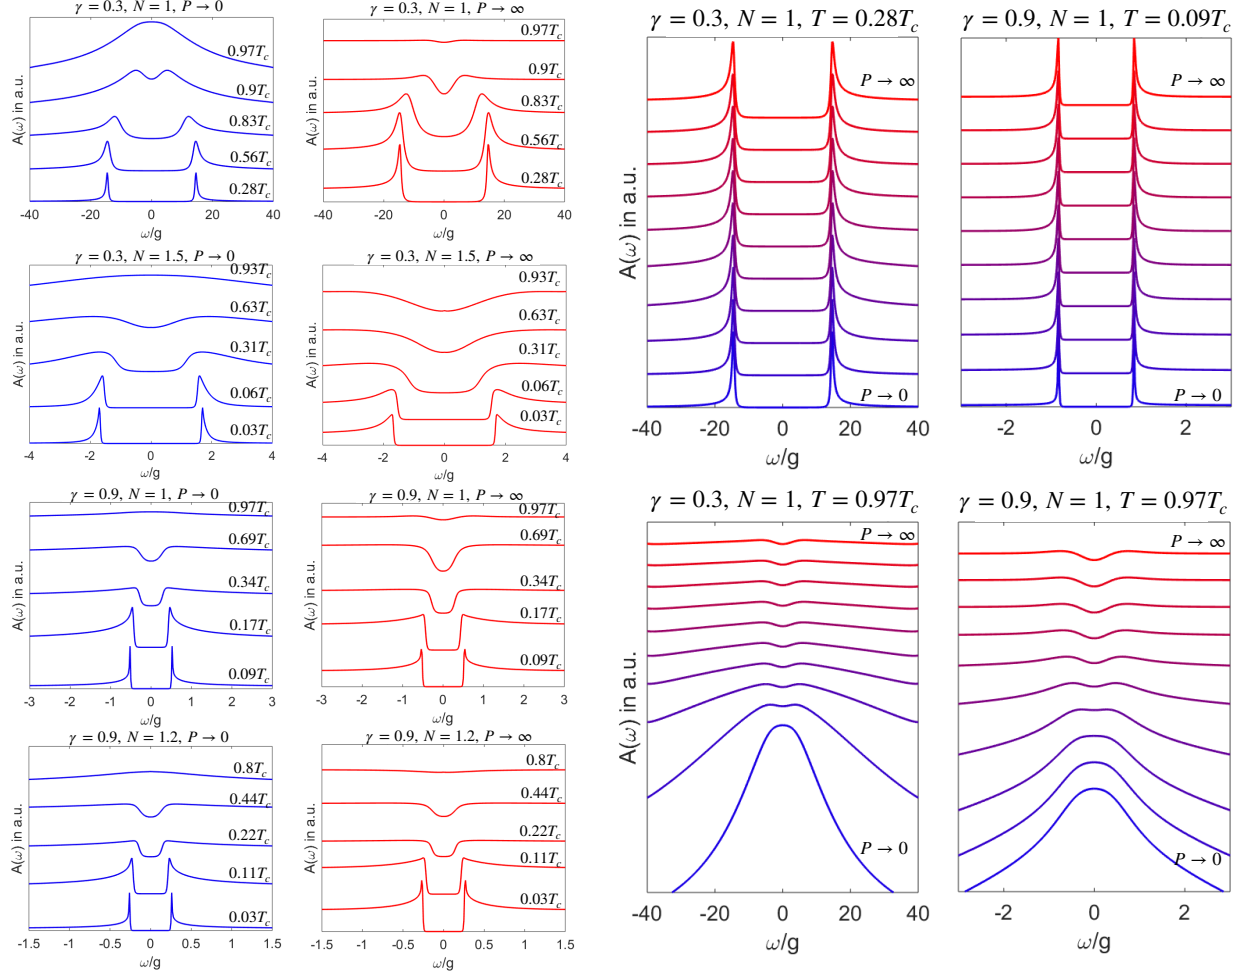 γ = 0.3, N = 1, P → 0
A(ω) in a.u.
0.97T_c
0.9T_c
0.83T_c
0.56T_c
0.28T_c
-40 -20 0 20 40
ω/g
γ = 0.3, N = 1, P → ∞
A(ω) in a.u.
0.97T_c
0.9T_c
0.83T_c
0.56T_c
0.28T_c
-40 -20 0 20 40
ω/g
γ = 0.3, N = 1.5, P → 0
A(ω) in a.u.
0.93T_c
0.63T_c
0.31T_c
0.06T_c
0.03T_c
-4 -2 0 2 4
ω/g
γ = 0.3, N = 1.5, P → ∞
A(ω) in a.u.
0.93T_c
0.63T_c
0.31T_c
0.06T_c
0.03T_c
-4 -2 0 2 4
ω/g
γ = 0.9, N = 1, P → 0
A(ω) in a.u.
0.97T_c
0.69T_c
0.34T_c
0.17T_c
0.09T_c
-3 -2 -1 0 1 2 3
ω/g
γ = 0.9, N = 1, P → ∞
A(ω) in a.u.
0.97T_c
0.69T_c
0.34T_c
0.17T_c
0.09T_c
-3 -2 -1 0 1 2 3
ω/g
γ = 0.9, N = 1.2, P → 0
A(ω) in a.u.
0.8T_c
0.44T_c
0.22T_c
0.11T_c
0.03T_c
-1.5 -1 -0.5 0 0.5 1 1.5
ω/g
γ = 0.9, N = 1.2, P → ∞
A(ω) in a.u.
0.8T_c
0.44T_c
0.22T_c
0.11T_c
0.03T_c
-1.5 -1 -0.5 0 0.5 1 1.5
ω/g
γ = 0.3, N = 1, T = 0.28T_c
A(ω) in a.u.
P → ∞
P → 0
-40 -20 0 20 40
ω/g
γ = 0.9, N = 1, T = 0.09T_c
P → ∞
P → 0
-2 0 2
ω/g
γ = 0.3, N = 1, T = 0.97T_c
A(ω) in a.u.
P → ∞
P → 0
-40 -20 0 20 40
ω/g
γ = 0.9, N = 1, T = 0.97T_c
P → ∞
P → 0
-2 0 2
ω/g